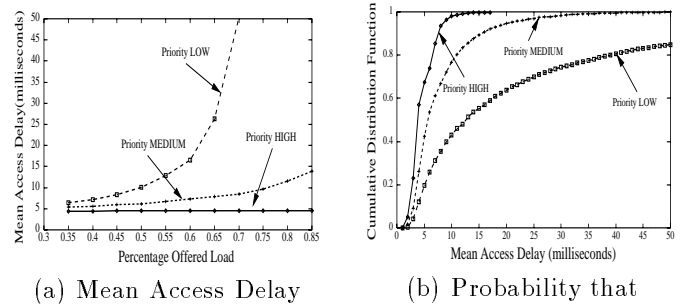 Mean Access Delay(milliseconds)
50
45
40
35
30
25
20
15
10
5
0
Priority LOW
Priority MEDIUM
Priority HIGH
0.3 0.35 0.4 0.45 0.5 0.55 0.6 0.65 0.7 0.75 0.8 0.85
Percentage Offered Load
(a) Mean Access Delay
Cumulative Distribution Function
1
0.8
0.6
0.4
0.2
0
Priority MEDIUM
Priority HIGH
Priority LOW
0 5 10 15 20 25 30 35 40 45 50
Mean Access Delay (milliseconds)
(b) Probability that